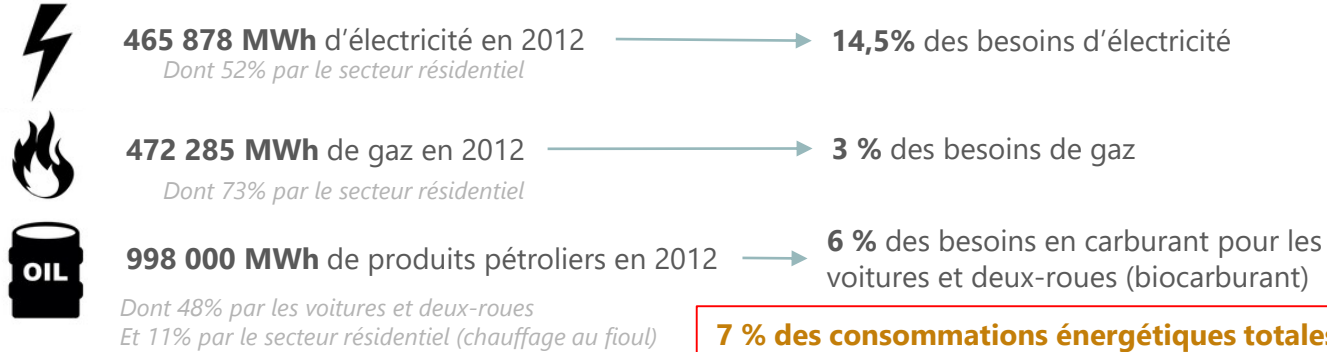 465 878 MWh d’électricité en 2012
14,5% des besoins d’électricité
Dont 52% par le secteur résidentiel
472 285 MWh de gaz en 2012
3 % des besoins de gaz
Dont 73% par le secteur résidentiel
OIL
998 000 MWh de produits pétroliers en 2012
6 % des besoins en carburant pour les
voitures et deux-roues (biocarburant)
Dont 48% par les voitures et deux-roues
Et 11% par le secteur résidentiel (chauffage au fioul)
7 % des consommations énergétiques totales